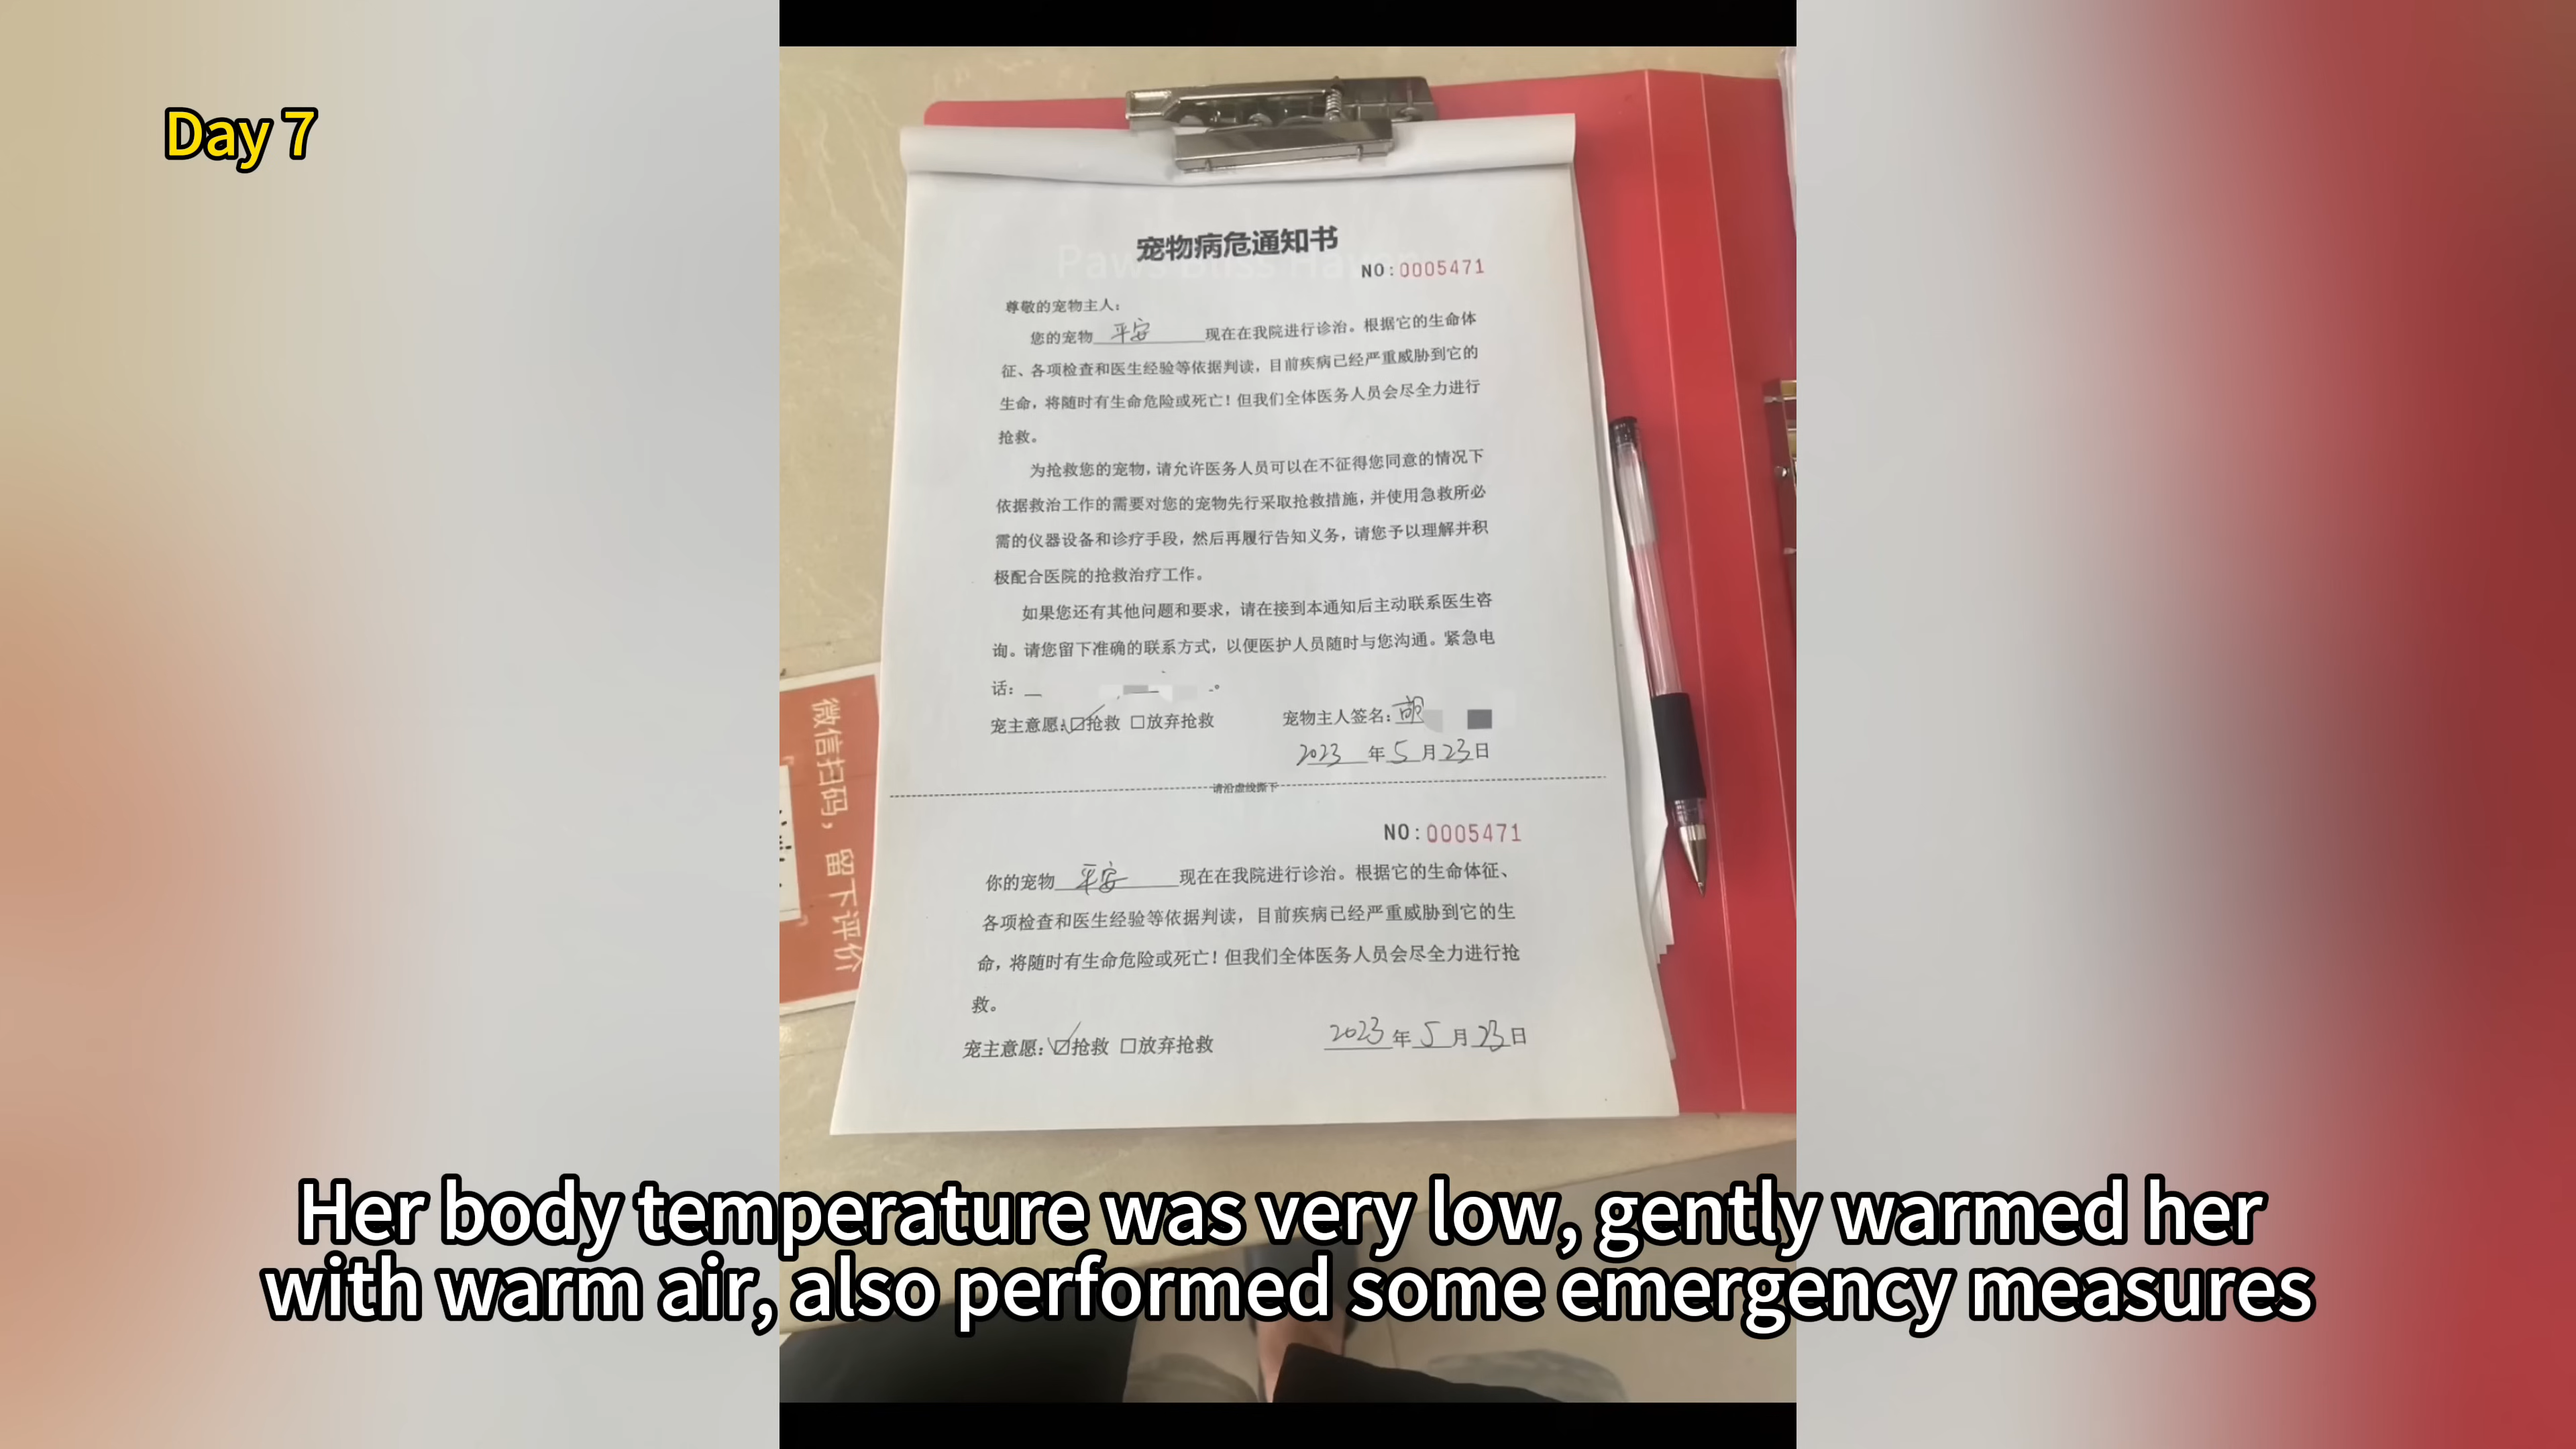 Day 7
Paws Bliss Haven
宠物病危通知书
NO:0005471
尊敬的宠物主人：
您的宠物 平安 现在在我院进行诊治。根据它的生命体
征、各项检查和医生经验等依据判读，目前疾病已经严重威胁到它的
生命，将随时有生命危险或死亡！但我们全体医务人员会尽全力进行
抢救。
为抢救您的宠物，请允许医务人员可以在不征得您同意的情况下
依据救治工作的需要对您的宠物先行采取抢救措施，并使用急救所必
需的仪器设备和诊疗手段，然后再履行告知义务，请您予以理解并积
极配合医院的抢救治疗工作。
如果您还有其他问题和要求，请在接到本通知后主动联系医生咨
询。请您留下准确的联系方式，以便医护人员随时与您沟通。紧急电
话：
宠主意愿：☑抢救 □放弃抢救 宠物主人签名：胡
2023 年 5 月 23 日
请沿虚线撕下
NO:0005471
你的宠物 平安 现在在我院进行诊治。根据它的生命体征、
各项检查和医生经验等依据判读，目前疾病已经严重威胁到它的生
命，将随时有生命危险或死亡！但我们全体医务人员会尽全力进行抢
救。
宠主意愿：☑抢救 □放弃抢救 2023 年 5 月 23 日
微信扫码，留下评价
Her body temperature was very low, gently warmed her
with warm air, also performed some emergency measures